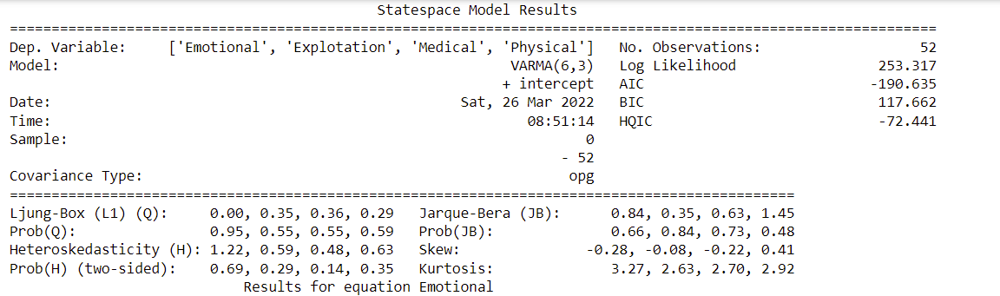 Statespace Model Results
==============================================================================================================
Dep. Variable:     ['Emotional', 'Explotation', 'Medical', 'Physical']   No. Observations:                   52
Model:                                                         VARMA(6,3)   Log Likelihood                 253.317
                                                              + intercept   AIC                           -190.635
Date:                                                    Sat, 26 Mar 2022   BIC                            117.662
Time:                                                            08:51:14   HQIC                           -72.441
Sample:                                                                 0
                                                                     - 52
Covariance Type:                                                      opg
==============================================================================================
Ljung-Box (L1) (Q):     0.00, 0.35, 0.36, 0.29   Jarque-Bera (JB):      0.84, 0.35, 0.63, 1.45
Prob(Q):                0.95, 0.55, 0.55, 0.59   Prob(JB):              0.66, 0.84, 0.73, 0.48
Heteroskedasticity (H): 1.22, 0.59, 0.48, 0.63   Skew:               -0.28, -0.08, -0.22, 0.41
Prob(H) (two-sided):    0.69, 0.29, 0.14, 0.35   Kurtosis:              3.27, 2.63, 2.70, 2.92
                            Results for equation Emotional